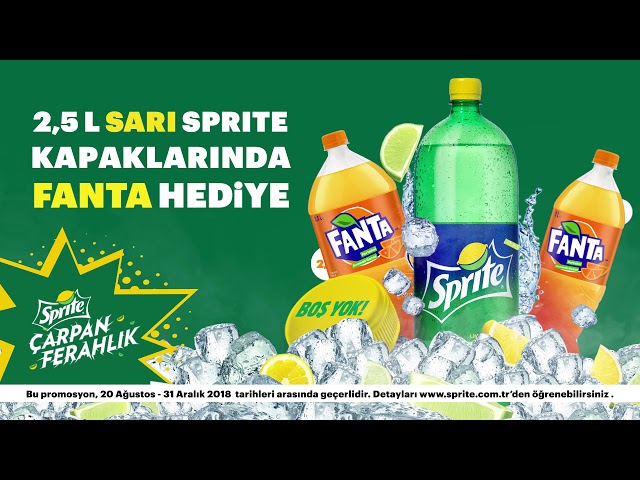 2,5 L SARI SPRITE
KAPAKLARINDA
FANTA HEDİYE
FANTA
Sprite
FANTA
BOŞ YOK!
Sprite
ÇARPAN
FERAHLIK
Bu promosyon, 20 Ağustos - 31 Aralık 2018 tarihleri arasında geçerlidir. Detayları www.sprite.com.tr'den öğrenebilirsiniz .